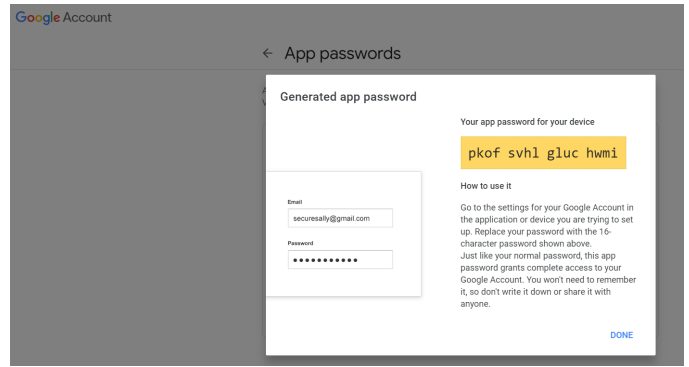 Google Account
← App passwords
Generated app password
Your app password for your device
pkof svhl gluc hwmi
How to use it
Go to the settings for your Google Account in
the application or device you are trying to set
up. Replace your password with the 16-
character password shown above.
Just like your normal password, this app
password grants complete access to your
Google Account. You won't need to remember
it, so don't write it down or share it with
anyone.
Email
securesally@gmail.com
Password
●●●●●●●●●●●
DONE